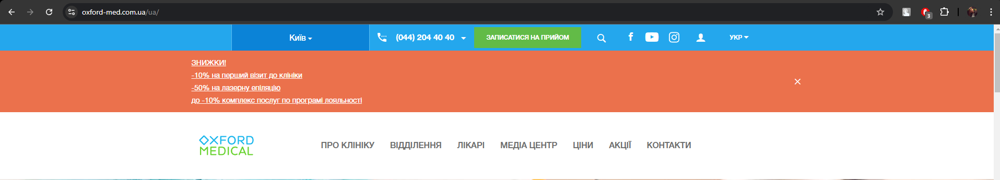 oxford-med.com.ua/ua/
3
Київ
(044) 204 40 40
ЗАПИСАТИСЯ НА ПРИЙОМ
УКР
ЗНИЖКИ!
-10% на перший візит до клініки
-50% на лазерну епіляцію
до -10% комплекс послуг по програмі лояльності
OXFORD
MEDICAL
ПРО КЛІНІКУ ВІДДІЛЕННЯ ЛІКАРІ МЕДІА ЦЕНТР ЦІНИ АКЦІЇ КОНТАКТИ